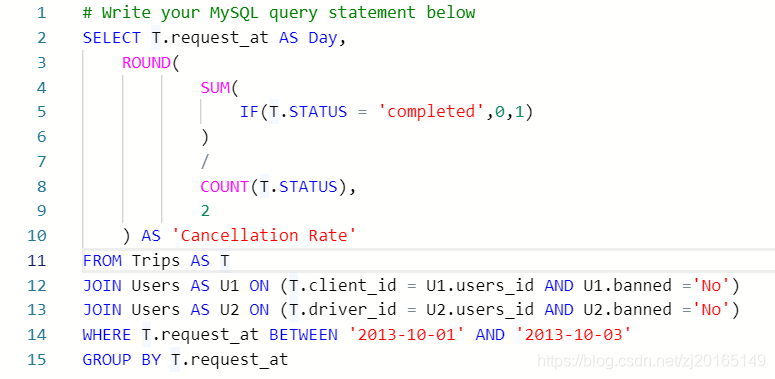 1 # Write your MySQL query statement below
2 SELECT T.request_at AS Day,
3 ROUND(
4 SUM(
5 IF(T.STATUS = 'completed',0,1)
6 )
7 /
8 COUNT(T.STATUS),
9 2
10 ) AS 'Cancellation Rate'
11 FROM Trips AS T
12 JOIN Users AS U1 ON (T.client_id = U1.users_id AND U1.banned ='No')
13 JOIN Users AS U2 ON (T.driver_id = U2.users_id AND U2.banned ='No')
14 WHERE T.request_at BETWEEN '2013-10-01' AND '2013-10-03'
15 GROUP BY T.request_at
https://blog.csdn.net/zj20165149